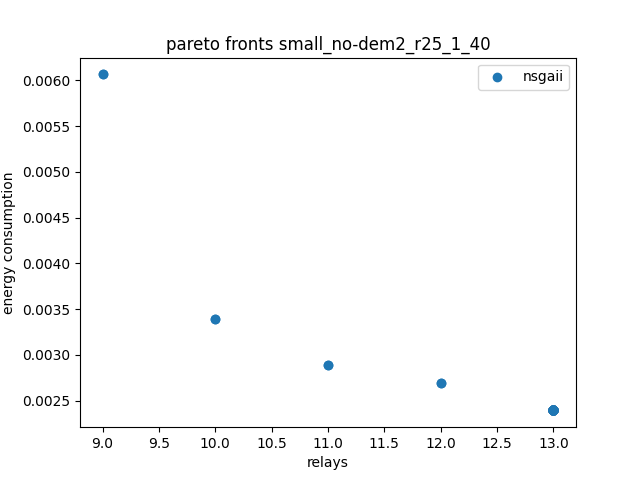 pareto fronts small_no-dem2_r25_1_40
nsgaii
0.0060
0.0055
0.0050
0.0045
0.0040
0.0035
0.0030
0.0025
energy consumption
9.0 9.5 10.0 10.5 11.0 11.5 12.0 12.5 13.0
relays